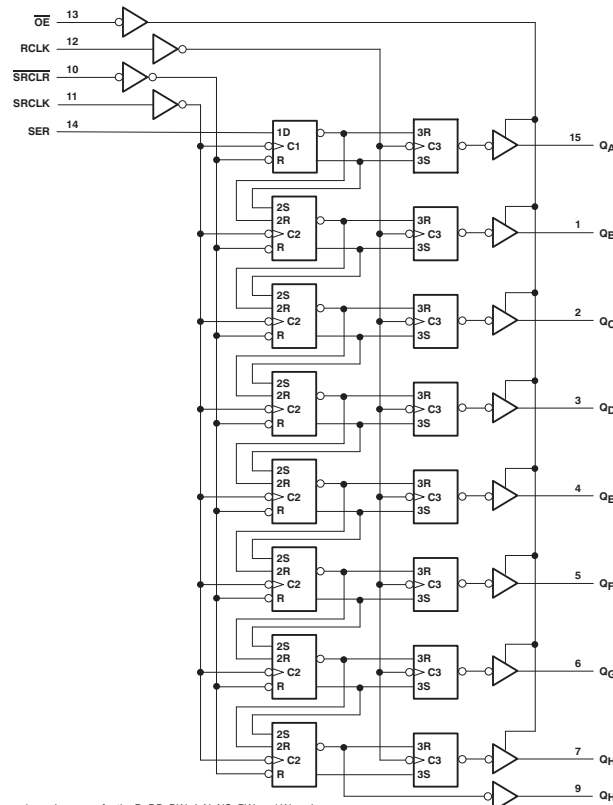 OE 13
RCLK 12
SRCLR 10
SRCLK 11
SER 14
1D
C1
R
3R
C3
3S
15 QA
2S
2R
C2
R
3R
C3
3S
1 QB
2S
2R
C2
R
3R
C3
3S
2 QC
2S
2R
C2
R
3R
C3
3S
3 QD
2S
2R
C2
R
3R
C3
3S
4 QE
2S
2R
C2
R
3R
C3
3S
5 QF
2S
2R
C2
R
3R
C3
3S
6 QG
2S
2R
C2
R
3R
C3
3S
7 QH
9 QH